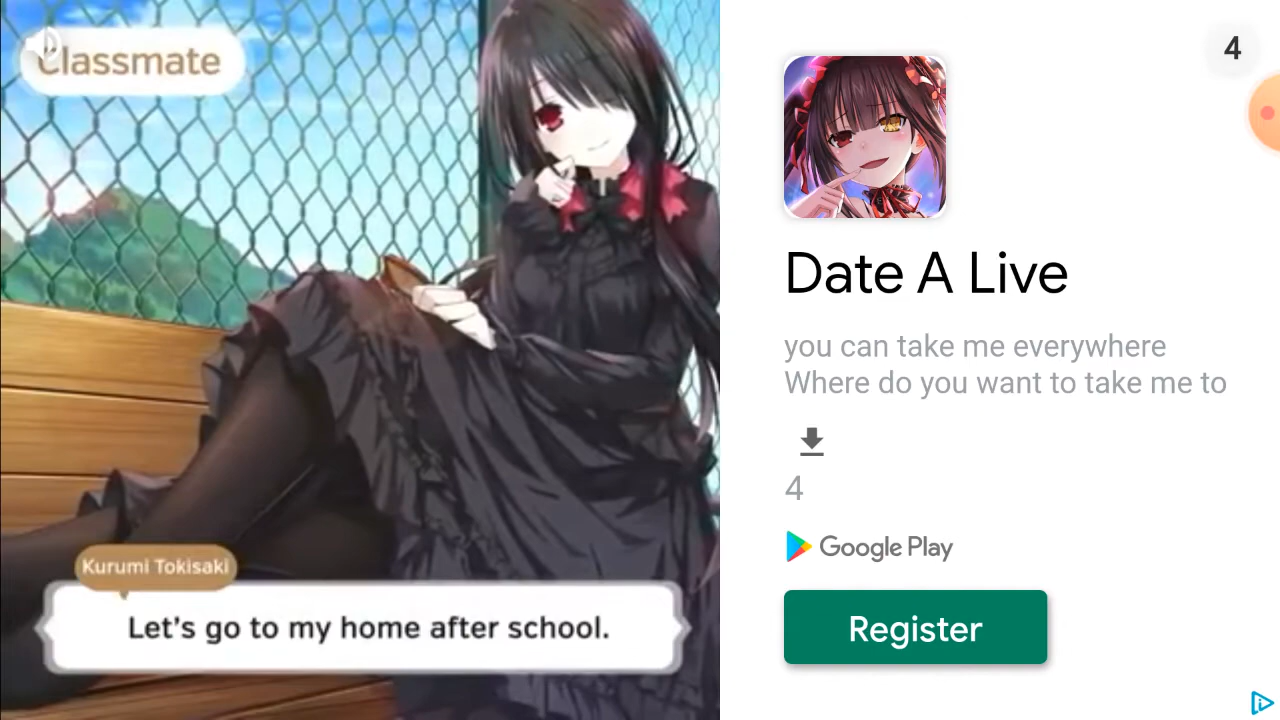 Classmate
Kurumi Tokisaki
Let's go to my home after school.
4
Date A Live
you can take me everywhere
Where do you want to take me to
4
Google Play
Register